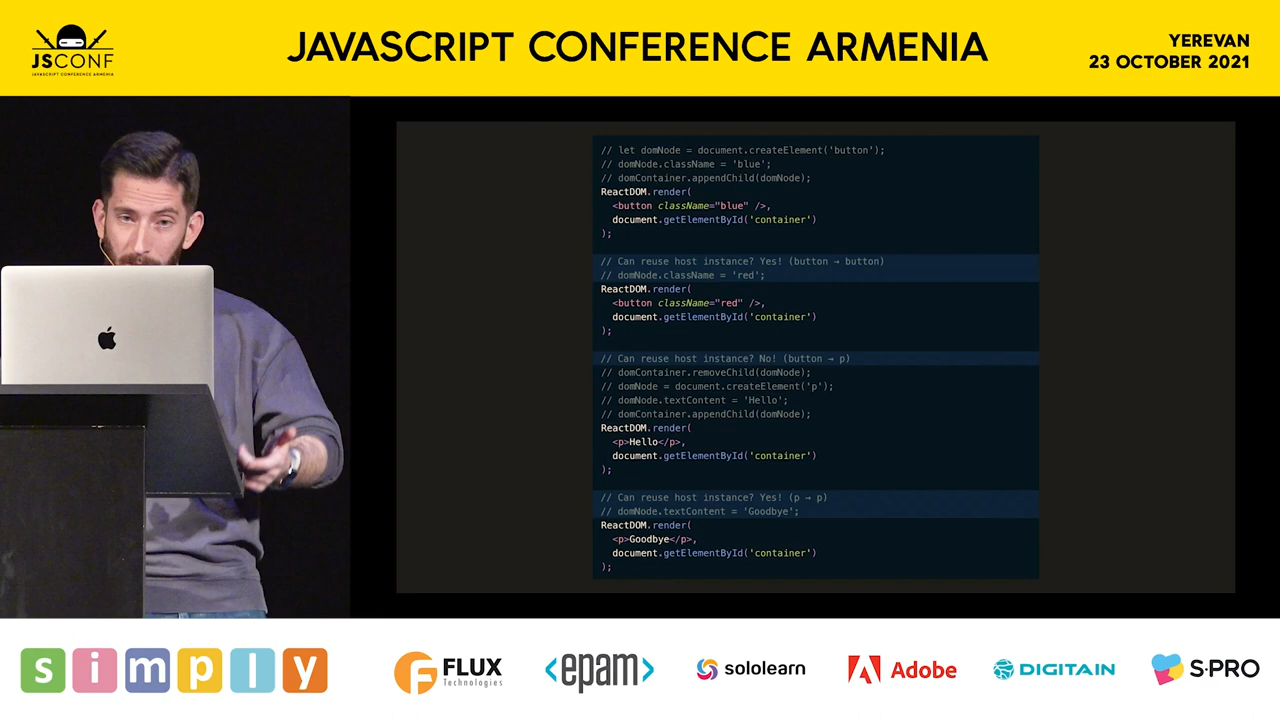 JSCONF
JAVASCRIPT CONFERENCE ARMENIA
JAVASCRIPT CONFERENCE ARMENIA
YEREVAN
23 OCTOBER 2021
// let domNode = document.createElement('button');
// domNode.className = 'blue';
// domContainer.appendChild(domNode);
ReactDOM.render(
<button className="blue" />,
document.getElementById('container')
);
// Can reuse host instance? Yes! (button → button)
// domNode.className = 'red';
ReactDOM.render(
<button className="red" />,
document.getElementById('container')
);
// Can reuse host instance? No! (button → p)
// domContainer.removeChild(domNode);
// domNode = document.createElement('p');
// domNode.textContent = 'Hello';
// domContainer.appendChild(domNode);
ReactDOM.render(
<p>Hello</p>,
document.getElementById('container')
);
// Can reuse host instance? Yes! (p → p)
// domNode.textContent = 'Goodbye';
ReactDOM.render(
<p>Goodbye</p>,
document.getElementById('container')
);
simply
FLUX
Technologies
<epam>
sololearn
Adobe
DIGITAIN
S-PRO